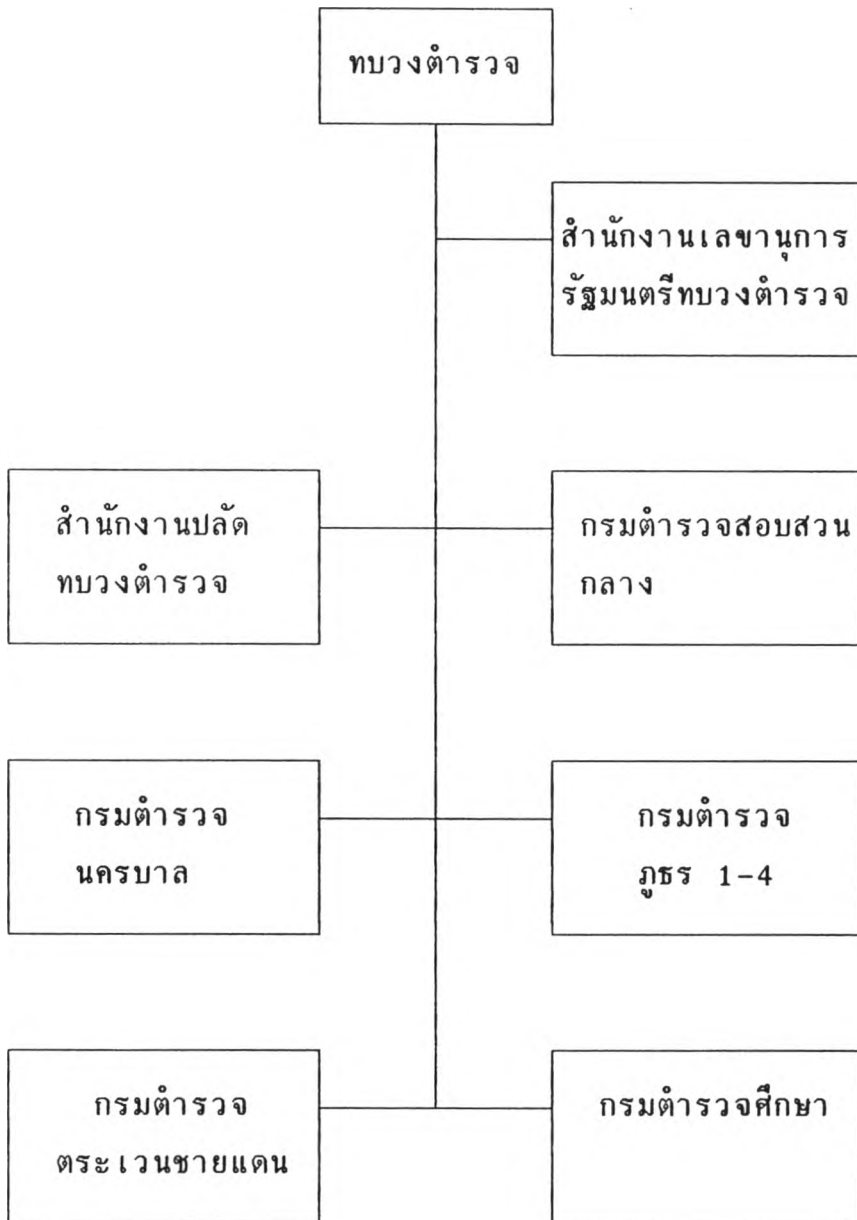 ทบวงตำรวจ
สำนักงานเลขานุการ
รัฐมนตรีทบวงตำรวจ
สำนักงานปลัด
ทบวงตำรวจ
กรมตำรวจสอบสวน
กลาง
กรมตำรวจ
นครบาล
กรมตำรวจ
ภูธร 1-4
กรมตำรวจ
ตระเวนชายแดน
กรมตำรวจศึกษา